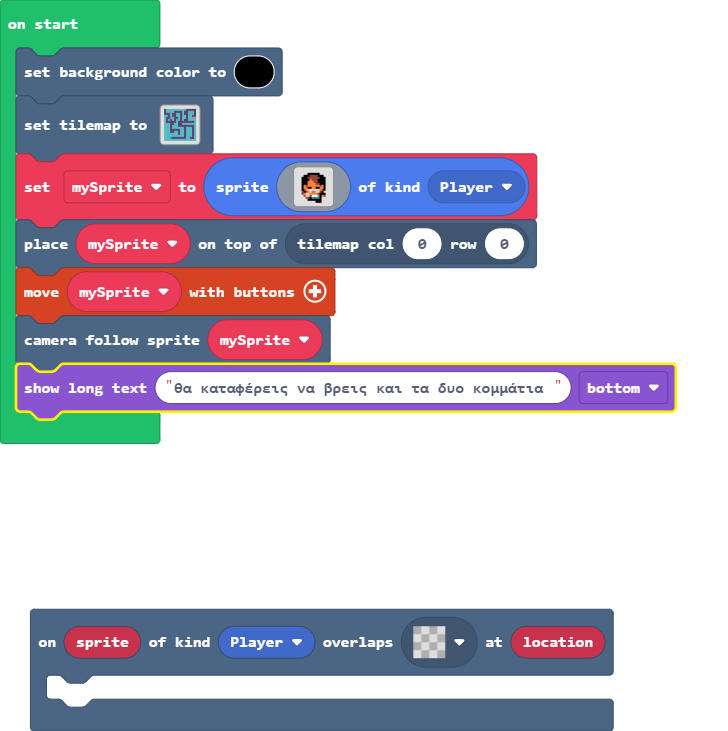 on start
set background color to
set tilemap to
set mySprite to sprite of kind Player
place mySprite on top of tilemap col 0 row 0
move mySprite with buttons
camera follow sprite mySprite
show long text "θα καταφέρεις να βρεις και τα δυο κομμάτια " bottom
on sprite of kind Player overlaps at location